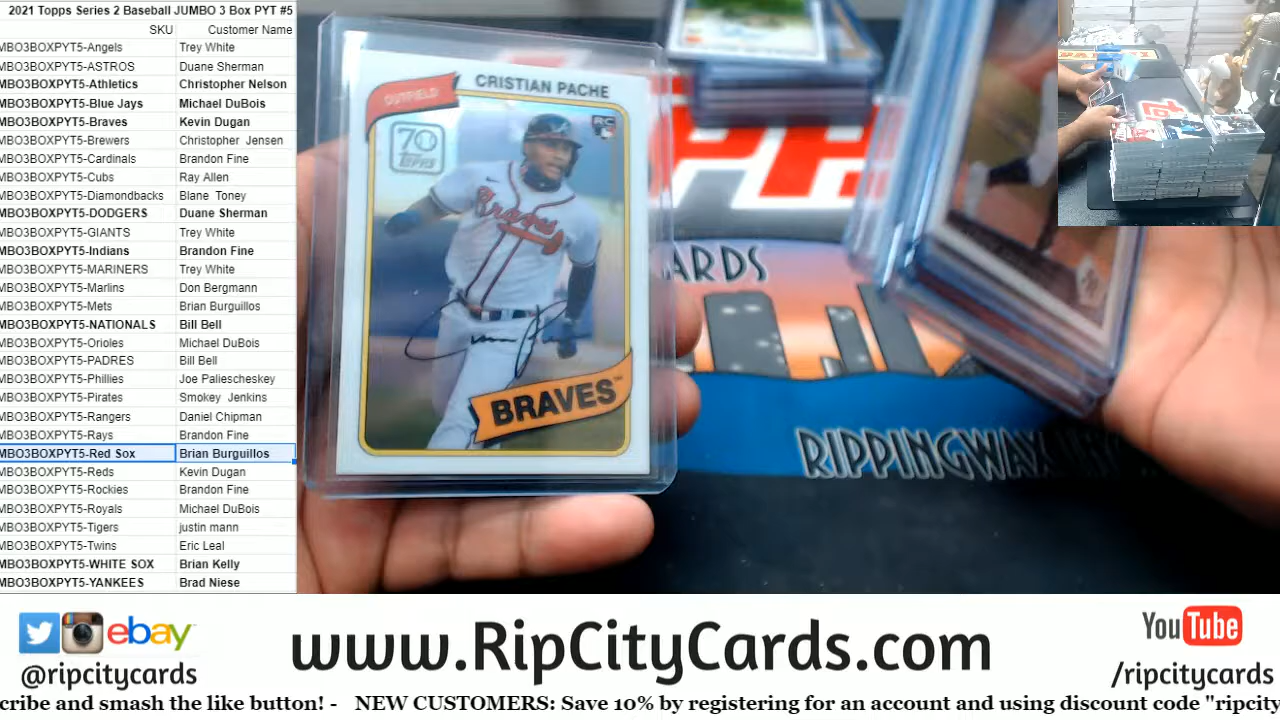 2021 Topps Series 2 Baseball JUMBO 3 Box PYT #5
SKU Customer Name
MBO3BOXPYT5-Angels Trey White
MBO3BOXPYT5-ASTROS Duane Sherman
MBO3BOXPYT5-Athletics Christopher Nelson
MBO3BOXPYT5-Blue Jays Michael DuBois
MBO3BOXPYT5-Braves Kevin Dugan
MBO3BOXPYT5-Brewers Christopher Jensen
MBO3BOXPYT5-Cardinals Brandon Fine
MBO3BOXPYT5-Cubs Ray Allen
MBO3BOXPYT5-Diamondbacks Blane Toney
MBO3BOXPYT5-DODGERS Duane Sherman
MBO3BOXPYT5-GIANTS Trey White
MBO3BOXPYT5-Indians Brandon Fine
MBO3BOXPYT5-MARINERS Trey White
MBO3BOXPYT5-Marlins Don Bergmann
MBO3BOXPYT5-Mets Brian Burguillos
MBO3BOXPYT5-NATIONALS Bill Bell
MBO3BOXPYT5-Orioles Michael DuBois
MBO3BOXPYT5-PADRES Bill Bell
MBO3BOXPYT5-Phillies Joe Paliescheskey
MBO3BOXPYT5-Pirates Smokey Jenkins
MBO3BOXPYT5-Rangers Daniel Chipman
MBO3BOXPYT5-Rays Brandon Fine
MBO3BOXPYT5-Red Sox Brian Burguillos
MBO3BOXPYT5-Reds Kevin Dugan
MBO3BOXPYT5-Rockies Brandon Fine
MBO3BOXPYT5-Royals Michael DuBois
MBO3BOXPYT5-Tigers justin mann
MBO3BOXPYT5-Twins Eric Leal
MBO3BOXPYT5-WHITE SOX Brian Kelly
MBO3BOXPYT5-YANKEES Brad Niese
CRISTIAN PACHE
OUTFIELD
RC
70
TOPPS
Braves
BRAVES™
ARDS
RIPPINGWAX
ebay
@ripcitycards
www.RipCityCards.com
YouTube
/ripcitycards
cribe and smash the like button! - NEW CUSTOMERS: Save 10% by registering for an account and using discount code "ripcity